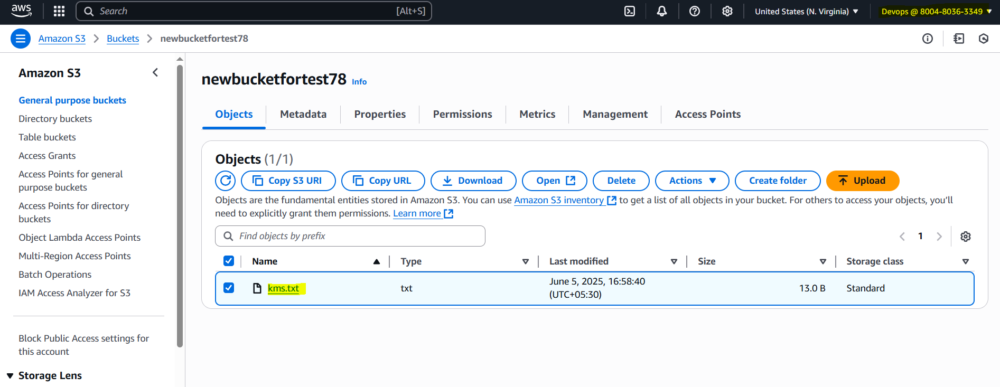 aws
Search [Alt+S]
United States (N. Virginia)
Devops @ 8004-8036-3349
Amazon S3 > Buckets > newbucketfortest78
Amazon S3
General purpose buckets
Directory buckets
Table buckets
Access Grants
Access Points for general
purpose buckets
Access Points for directory
buckets
Object Lambda Access Points
Multi-Region Access Points
Batch Operations
IAM Access Analyzer for S3
Block Public Access settings for
this account
Storage Lens
newbucketfortest78 Info
Objects Metadata Properties Permissions Metrics Management Access Points
Objects (1/1)
Copy S3 URI Copy URL Download Open Delete Actions Create folder Upload
Objects are the fundamental entities stored in Amazon S3. You can use Amazon S3 inventory to get a list of all objects in your bucket. For others to access your objects, you’ll
need to explicitly grant them permissions. Learn more
Find objects by prefix
1
Name Type Last modified Size Storage class
kms.txt txt June 5, 2025, 16:58:40 (UTC+05:30) 13.0 B Standard